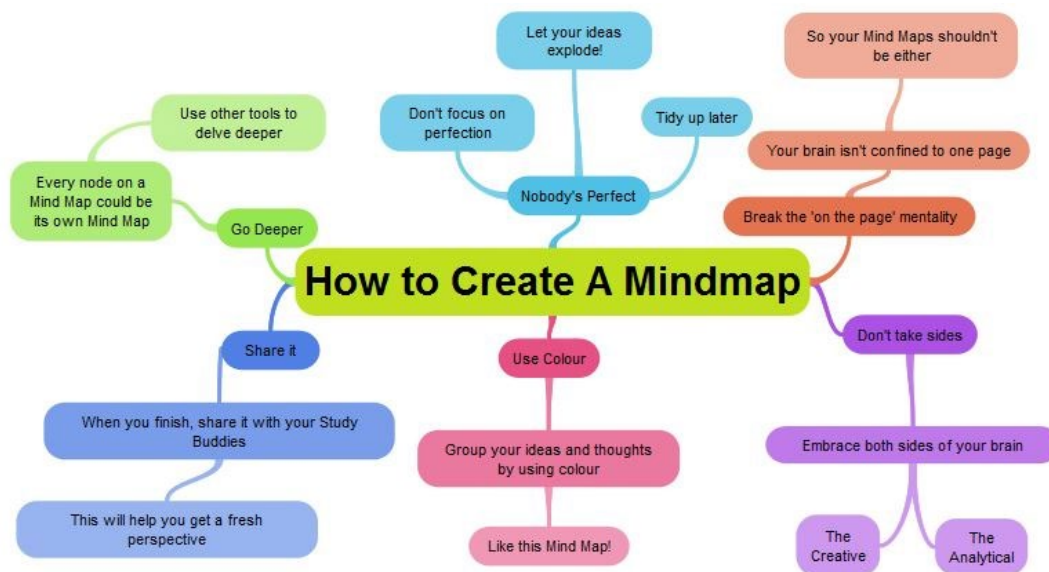 How to Create A Mindmap
Nobody's Perfect
Don't focus on
perfection
Let your ideas
explode!
Tidy up later
Break the 'on the page' mentality
Your brain isn't confined to one page
So your Mind Maps shouldn't
be either
Don't take sides
Embrace both sides of your brain
The
Creative
The
Analytical
Use Colour
Group your ideas and thoughts
by using colour
Like this Mind Map!
Share it
When you finish, share it with your Study
Buddies
This will help you get a fresh
perspective
Go Deeper
Every node on a
Mind Map could be
its own Mind Map
Use other tools to
delve deeper